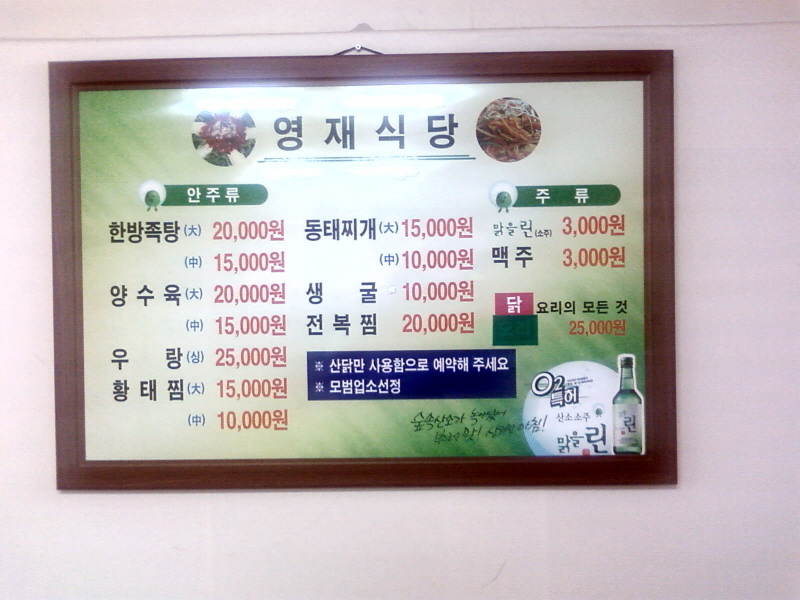 영재식당
안주류
한방족탕(大) 20,000원
(中) 15,000원
양수육(大) 20,000원
(中) 15,000원
우랑(싱) 25,000원
황태찜(大) 15,000원
(中) 10,000원
동태찌개(大) 15,000원
(中) 10,000원
생굴 10,000원
전복찜 20,000원
※ 산닭만 사용함으로 예약해 주세요
※ 모범업소선정
주류
맑을린(소주) 3,000원
맥주 3,000원
닭 요리의 모든 것
25,000원
O2
특허
산소소주
맑을린
린